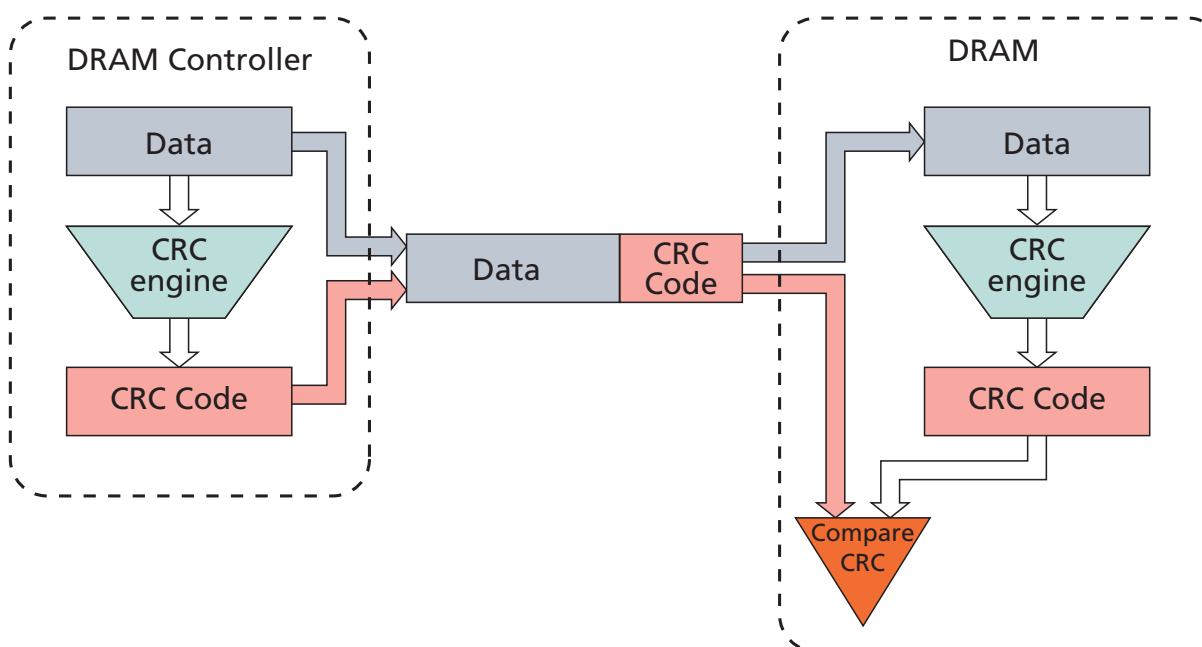 DRAM Controller
Data
CRC
engine
CRC Code
Data
CRC
Code
DRAM
Data
CRC
engine
CRC Code
Compare
CRC